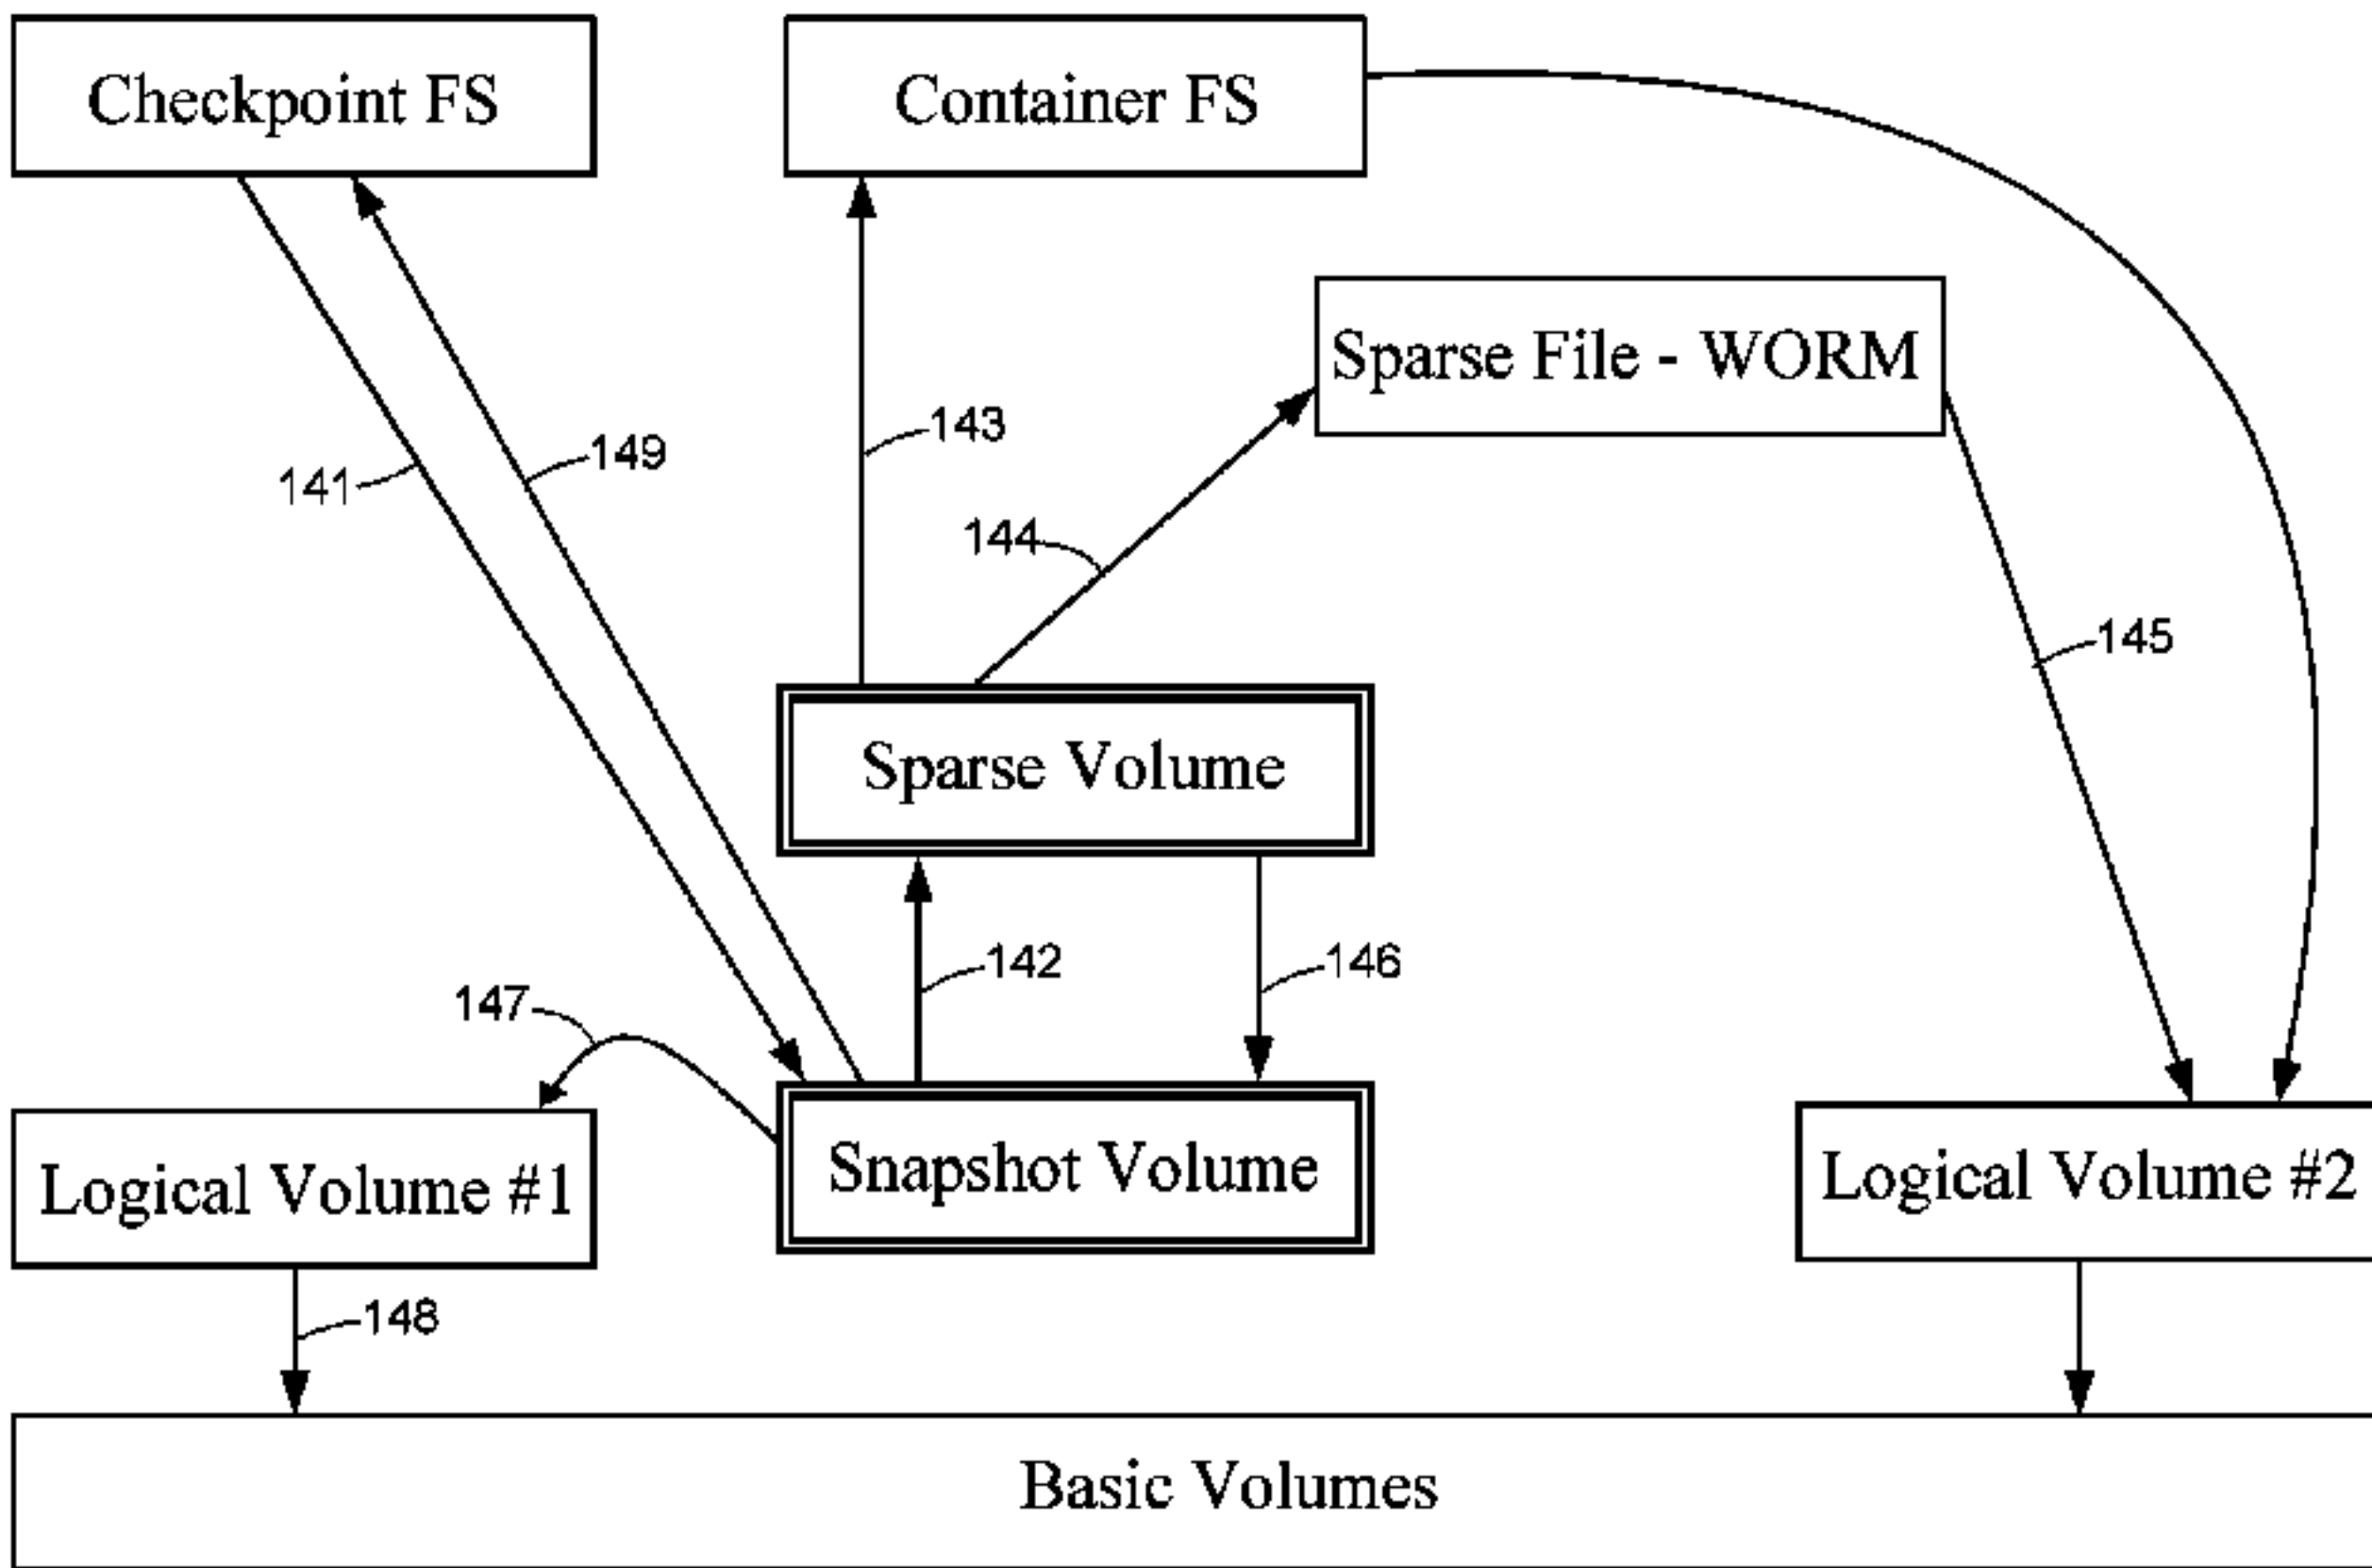 Checkpoint FS
Container FS
Sparse File - WORM
143
149
141
144
145
Sparse Volume
142
146
147
Logical Volume #1
Snapshot Volume
Logical Volume #2
148
Basic Volumes